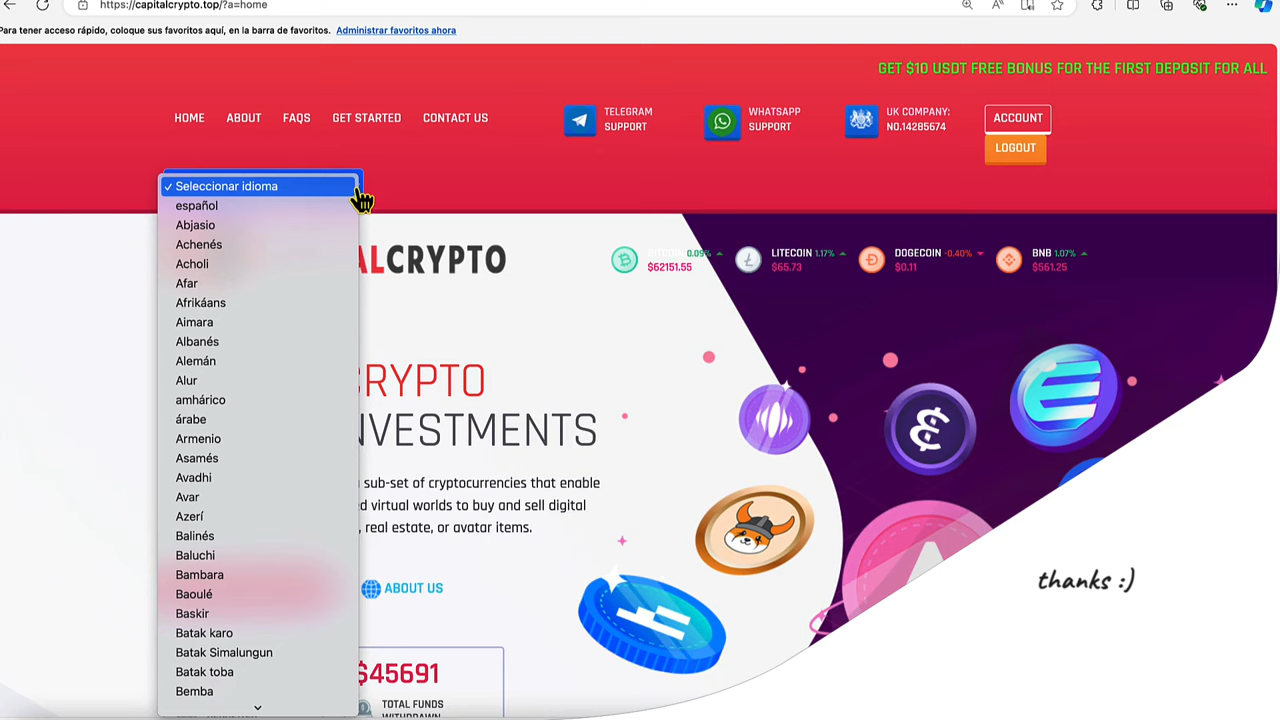 https://capitalcrypto.top/?a=home
Para tener acceso rápido, coloque sus favoritos aquí, en la barra de favoritos. Administrar favoritos ahora
GET $10 USDT FREE BONUS FOR THE FIRST DEPOSIT FOR ALL
HOME ABOUT FAQS GET STARTED CONTACT US
TELEGRAM SUPPORT
WHATSAPP SUPPORT
UK COMPANY: NO.14285674
ACCOUNT
LOGOUT
✓ Seleccionar idioma
español
Abjasio
Achenés
Acholi
Afar
Afrikáans
Aimara
Albanés
Alemán
Alur
amhárico
árabe
Armenio
Asamés
Avadhi
Avar
Azerí
Balinés
Baluchi
Bambara
Baoulé
Baskir
Batak karo
Batak Simalungun
Batak toba
Bemba
ALCRYPTO
0.09%
$62151.55
LITECOIN 1.17%
$65.73
DOGECOIN -0.40%
$0.11
BNB 1.07%
$561.25
CRYPTO
NVESTMENTS
sub-set of cryptocurrencies that enable
d virtual worlds to buy and sell digital
, real estate, or avatar items.
ABOUT US
$45691
TOTAL FUNDS
WITHDRAWN
thanks :)